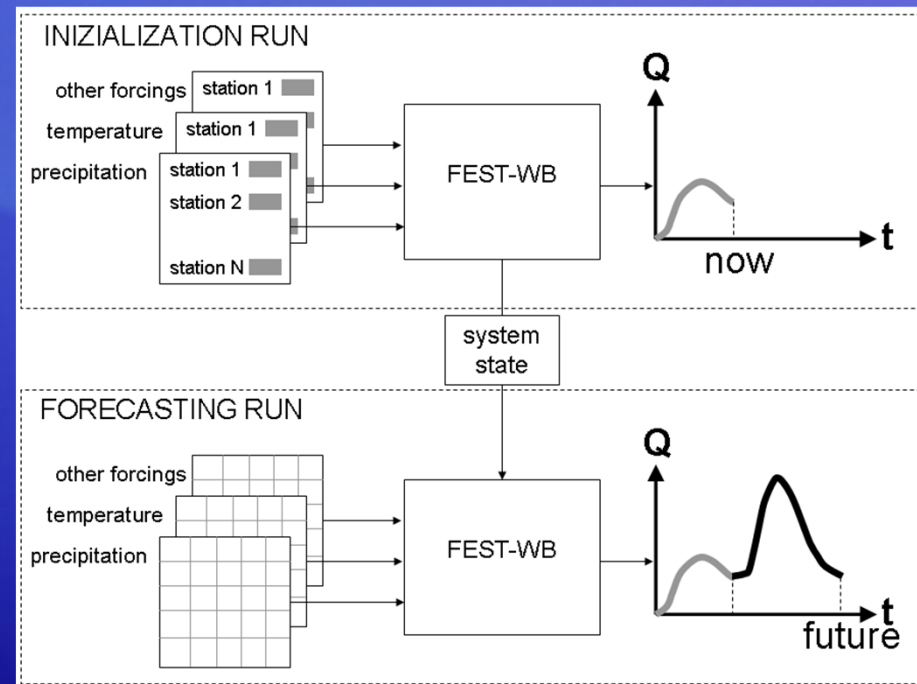 INIZIALIZATION RUN
other forcings
station 1
temperature
station 1
precipitation
station 1
station 2
station N
FEST-WB
Q
t
now
system
state
FORECASTING RUN
other forcings
temperature
precipitation
FEST-WB
Q
t
future